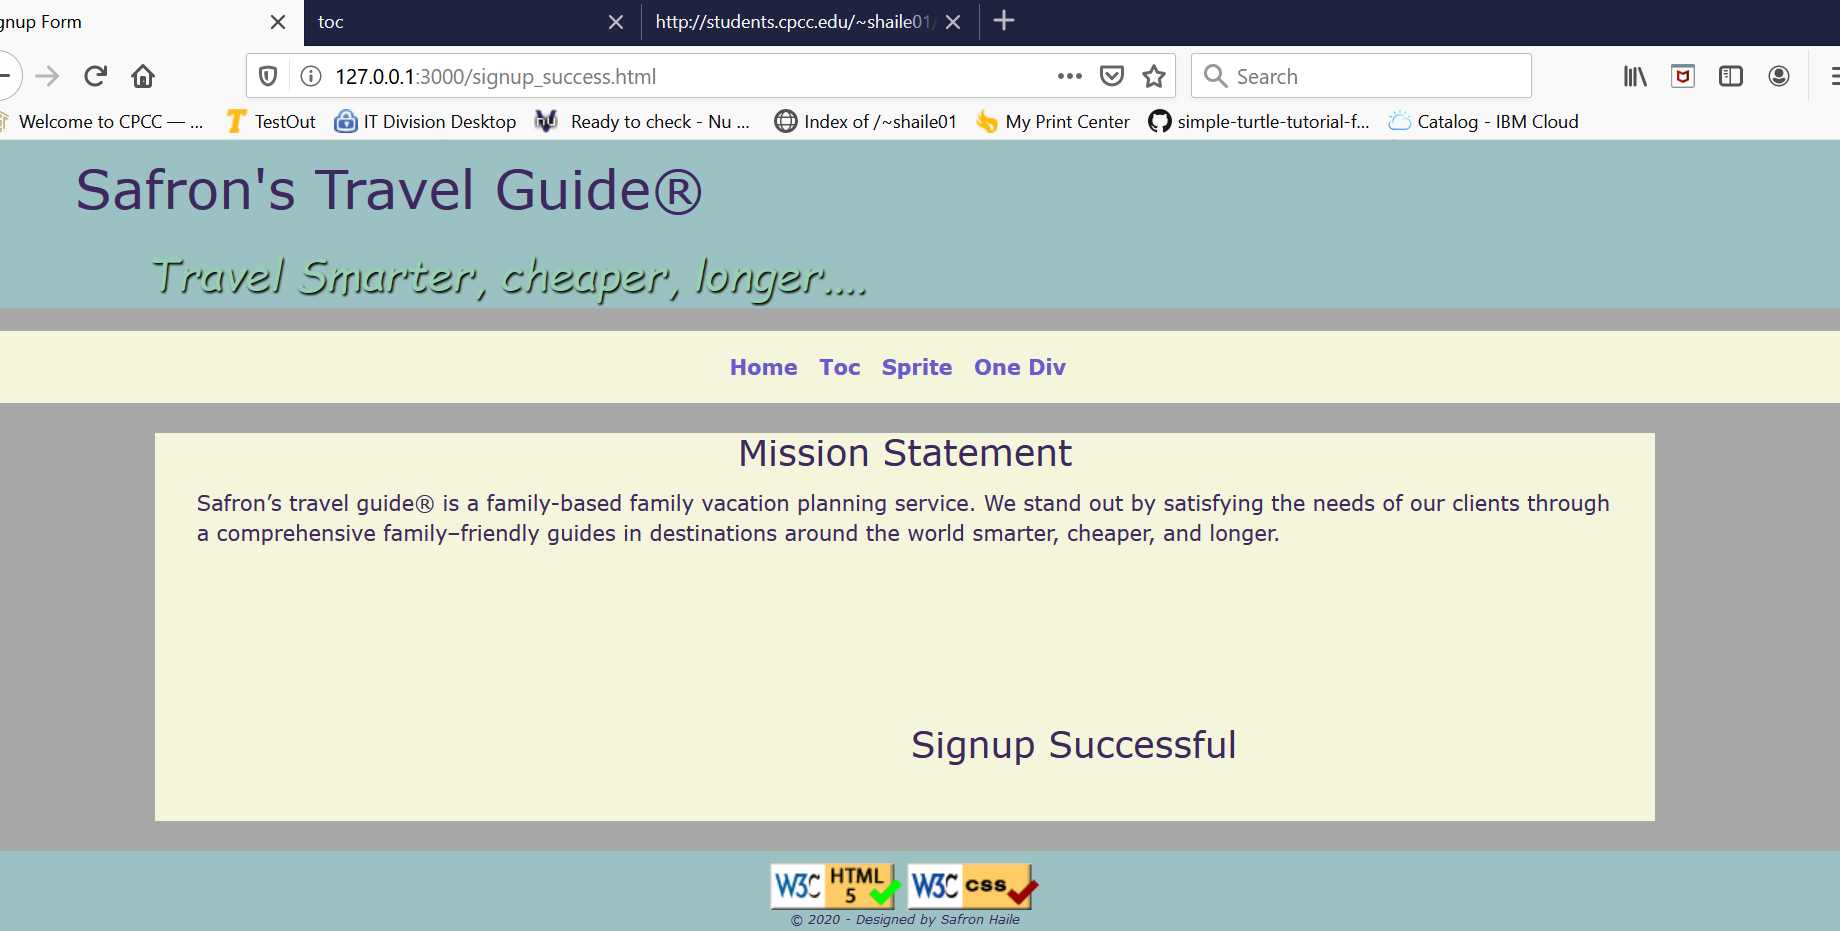 gnup Form toc http://students.cpcc.edu/~shaile01/
127.0.0.1:3000/signup_success.html Search
Welcome to CPCC — ... TestOut IT Division Desktop Ready to check - Nu ... Index of /~shaile01 My Print Center simple-turtle-tutorial-f... Catalog - IBM Cloud
Safron's Travel Guide®
Travel Smarter, cheaper, longer....
Home Toc Sprite One Div
Mission Statement
Safron’s travel guide® is a family-based family vacation planning service. We stand out by satisfying the needs of our clients through
a comprehensive family–friendly guides in destinations around the world smarter, cheaper, and longer.
Signup Successful
W3C HTML 5 W3C css
© 2020 - Designed by Safron Haile